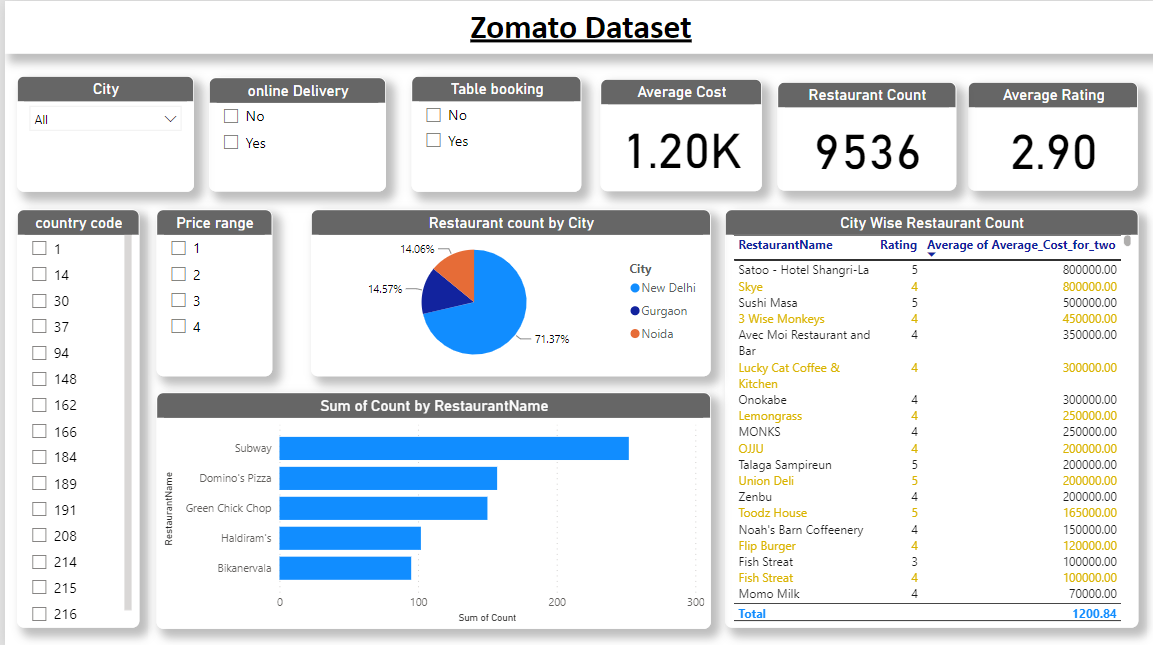 Zomato Dataset
City
All
online Delivery
No
Yes
Table booking
No
Yes
Average Cost
1.20K
Restaurant Count
9536
Average Rating
2.90
country code
1
14
30
37
94
148
162
166
184
189
191
208
214
215
216
Price range
1
2
3
4
Restaurant count by City
14.06%
14.57%
71.37%
City
New Delhi
Gurgaon
Noida
Sum of Count by RestaurantName
RestaurantName
Subway
Domino's Pizza
Green Chick Chop
Haldiram's
Bikanervala
0 100 200 300
Sum of Count
City Wise Restaurant Count
RestaurantName Rating Average of Average_Cost_for_two
Satoo - Hotel Shangri-La 5 800000.00
Skye 4 800000.00
Sushi Masa 5 500000.00
3 Wise Monkeys 4 450000.00
Avec Moi Restaurant and 4 350000.00
Bar
Lucky Cat Coffee & 4 300000.00
Kitchen
Onokabe 4 300000.00
Lemongrass 4 250000.00
MONKS 4 250000.00
OJJU 4 200000.00
Talaga Sampireun 5 200000.00
Union Deli 5 200000.00
Zenbu 4 200000.00
Toodz House 5 165000.00
Noah's Barn Coffeenery 4 150000.00
Flip Burger 4 120000.00
Fish Streat 3 100000.00
Fish Streat 4 100000.00
Momo Milk 4 70000.00
Total 1200.84